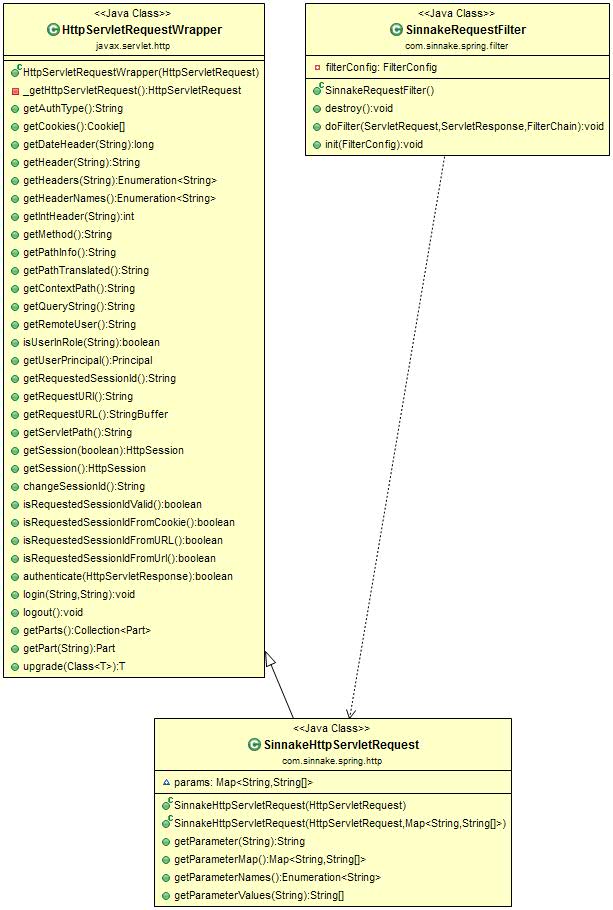 <<Java Class>>
HttpServletRequestWrapper
javax.servlet.http
HttpServletRequestWrapper(HttpServletRequest)
_getHttpServletRequest():HttpServletRequest
getAuthType():String
getCookies():Cookie[]
getDateHeader(String):long
getHeader(String):String
getHeaders(String):Enumeration<String>
getHeaderNames():Enumeration<String>
getIntHeader(String):int
getMethod():String
getPathInfo():String
getPathTranslated():String
getContextPath():String
getQueryString():String
getRemoteUser():String
isUserInRole(String):boolean
getUserPrincipal():Principal
getRequestedSessionId():String
getRequestURI():String
getRequestURL():StringBuffer
getServletPath():String
getSession(boolean):HttpSession
getSession():HttpSession
changeSessionId():String
isRequestedSessionIdValid():boolean
isRequestedSessionIdFromCookie():boolean
isRequestedSessionIdFromURL():boolean
isRequestedSessionIdFromUrl():boolean
authenticate(HttpServletResponse):boolean
login(String,String):void
logout():void
getParts():Collection<Part>
getPart(String):Part
upgrade(Class<T>):T
<<Java Class>>
SinnakeRequestFilter
com.sinnake.spring.filter
filterConfig: FilterConfig
SinnakeRequestFilter()
destroy():void
doFilter(ServletRequest,ServletResponse,FilterChain):void
init(FilterConfig):void
<<Java Class>>
SinnakeHttpServletRequest
com.sinnake.spring.http
params: Map<String,String[]>
SinnakeHttpServletRequest(HttpServletRequest)
SinnakeHttpServletRequest(HttpServletRequest,Map<String,String[]>)
getParameter(String):String
getParameterMap():Map<String,String[]>
getParameterNames():Enumeration<String>
getParameterValues(String):String[]